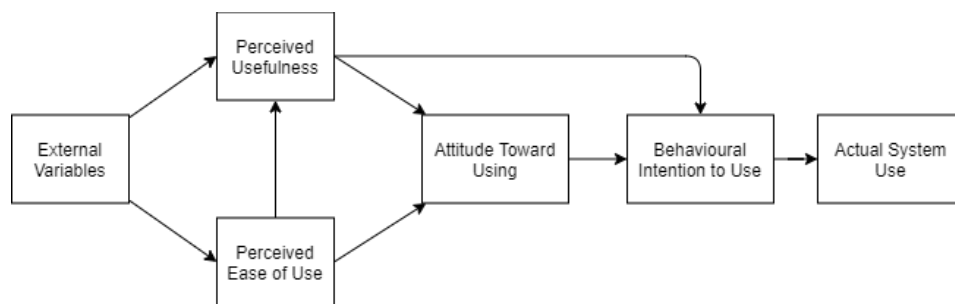 Perceived
Usefulness
External
Variables
Attitude Toward
Using
Behavioural
Intention to Use
Actual System
Use
Perceived
Ease of Use